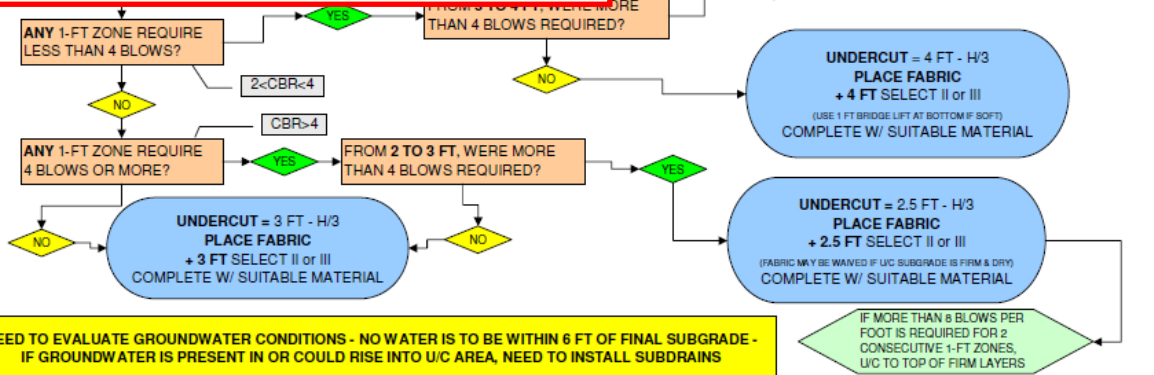 ANY 1-FT ZONE REQUIRE
LESS THAN 4 BLOWS?
YES
FROM 3 TO 4 FT, WERE MORE
THAN 4 BLOWS REQUIRED?
2<CBR<4
NO
NO
UNDERCUT = 4 FT - H/3
PLACE FABRIC
+ 4 FT SELECT II or III
(USE 1 FT BRIDGE LIFT AT BOTTOM IF SOFT)
COMPLETE W/ SUITABLE MATERIAL
CBR>4
ANY 1-FT ZONE REQUIRE
4 BLOWS OR MORE?
YES
FROM 2 TO 3 FT, WERE MORE
THAN 4 BLOWS REQUIRED?
YES
NO
UNDERCUT = 3 FT - H/3
PLACE FABRIC
+ 3 FT SELECT II or III
COMPLETE W/ SUITABLE MATERIAL
NO
UNDERCUT = 2.5 FT - H/3
PLACE FABRIC
+ 2.5 FT SELECT II or III
(FABRIC MAY BE WAIVED IF U/C SUBGRADE IS FIRM & DRY)
COMPLETE W/ SUITABLE MATERIAL
EED TO EVALUATE GROUNDWATER CONDITIONS - NO WATER IS TO BE WITHIN 6 FT OF FINAL SUBGRADE -
IF GROUNDWATER IS PRESENT IN OR COULD RISE INTO U/C AREA, NEED TO INSTALL SUBDRAINS
IF MORE THAN 8 BLOWS PER
FOOT IS REQUIRED FOR 2
CONSECUTIVE 1-FT ZONES,
U/C TO TOP OF FIRM LAYERS